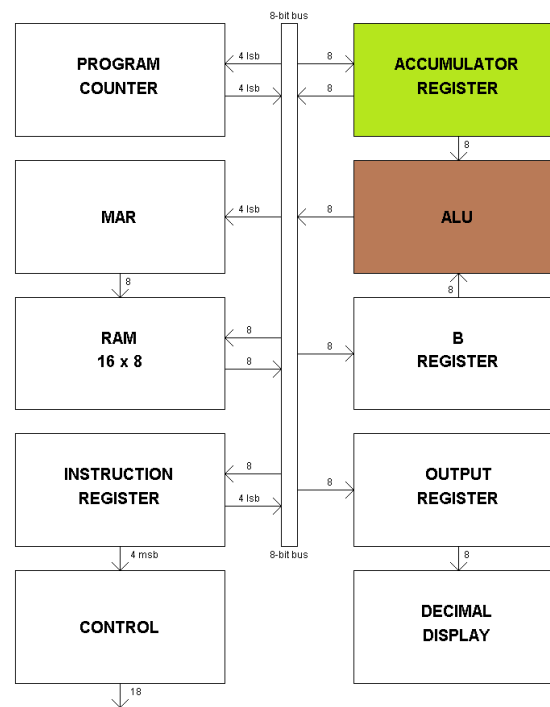 8-bit bus
PROGRAM
COUNTER
4 lsb
4 lsb
8
8
ACCUMULATOR
REGISTER
8
MAR
4 lsb
8
ALU
8
8
RAM
16 x 8
8
8
8
B
REGISTER
INSTRUCTION
REGISTER
8
4 lsb
8
OUTPUT
REGISTER
4 msb
8-bit bus
8
CONTROL
DECIMAL
DISPLAY
18